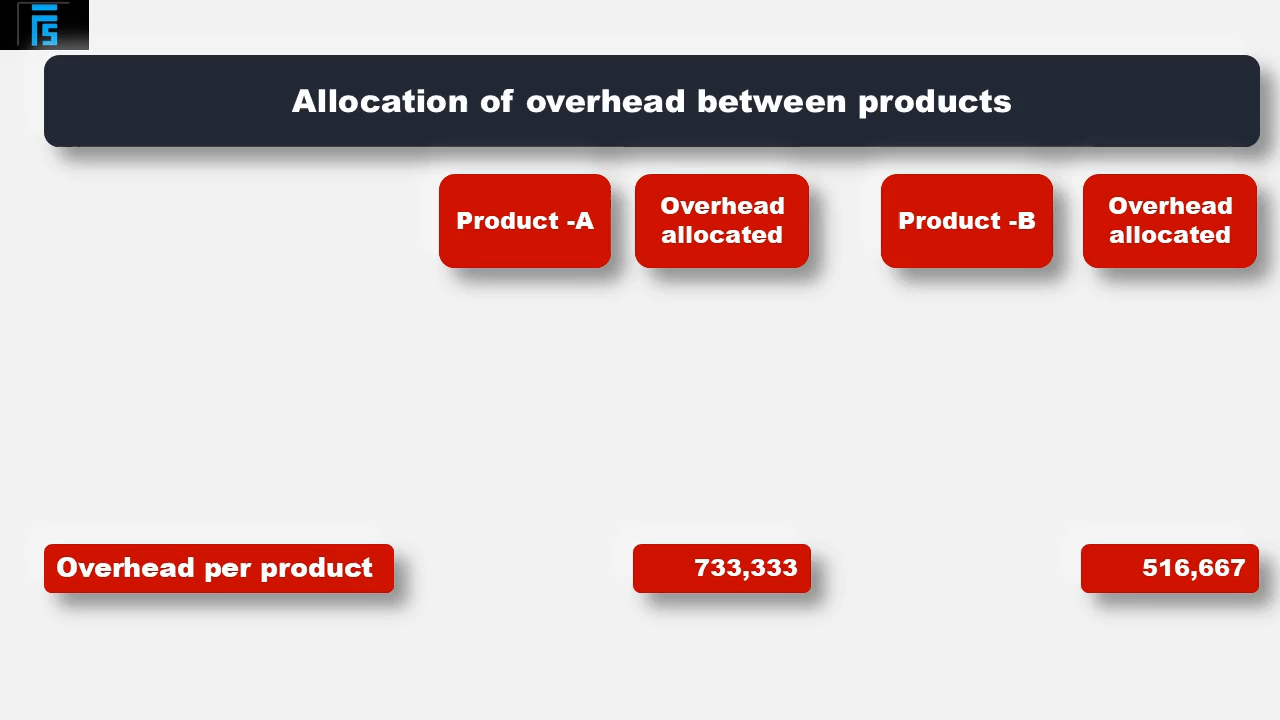 Allocation of overhead between products
Product -A
Overhead
allocated
Product -B
Overhead
allocated
Overhead per product
733,333
516,667